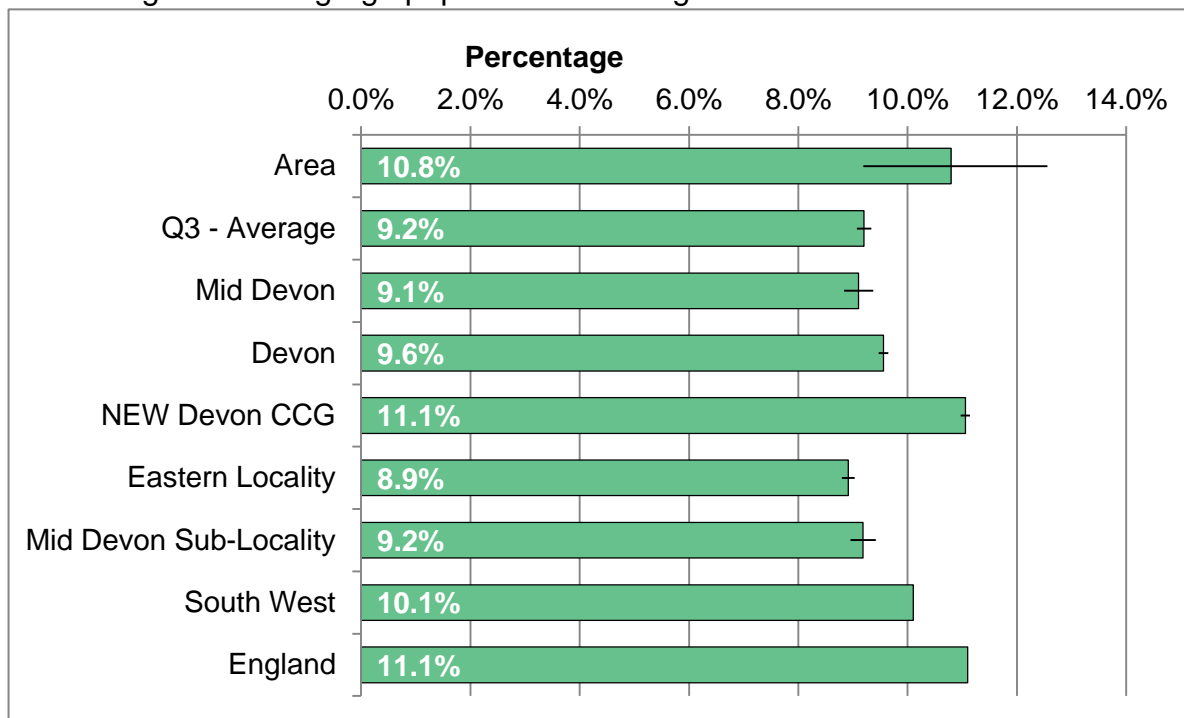 Percentage
0.0% 2.0% 4.0% 6.0% 8.0% 10.0% 12.0% 14.0%
Area 10.8%
Q3 - Average 9.2%
Mid Devon 9.1%
Devon 9.6%
NEW Devon CCG 11.1%
Eastern Locality 8.9%
Mid Devon Sub-Locality 9.2%
South West 10.1%
England 11.1%